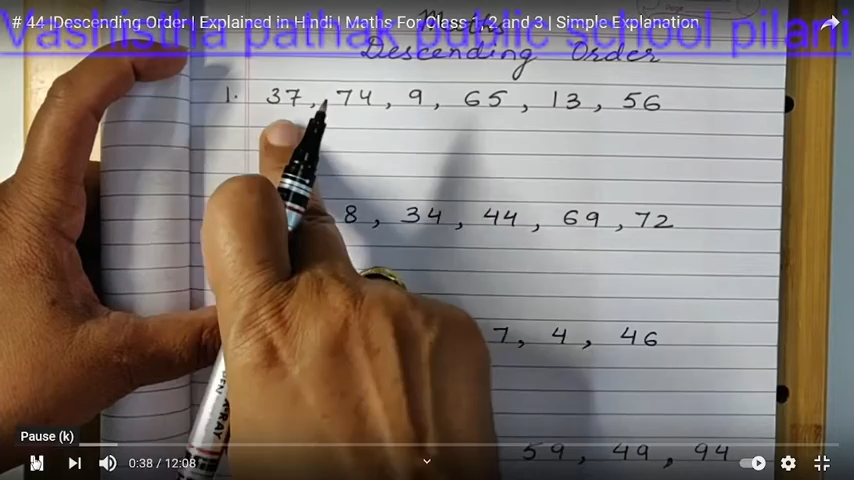 # 44 |Descending Order | Explained in Hindi | Maths For Class 1, 2 and 3 | Simple Explanation
Vashistha pathak public school pilani
Maths
Descending Order
1. 37, 74, 9, 65, 13, 56
8, 34, 44, 69, 72
7, 4, 46
59, 49, 94
X-RAY
Pause (k)
0:38 / 12:08